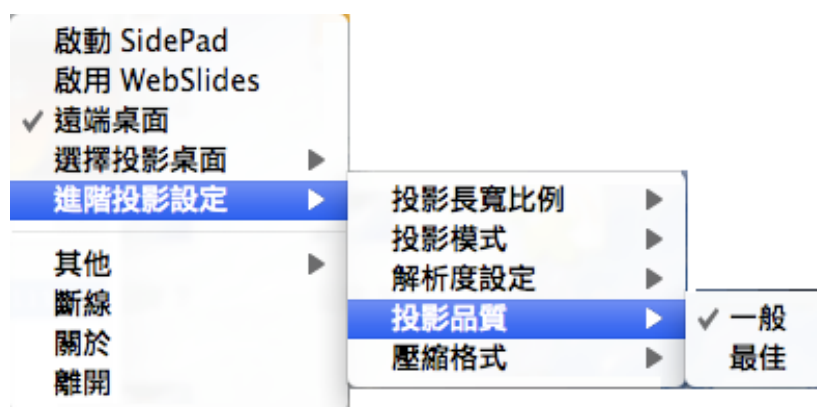 啟動 SidePad
啟用 WebSlides
✓ 遠端桌面
選擇投影桌面
進階投影設定
其他
斷線
關於
離開
投影長寬比例
投影模式
解析度設定
投影品質
壓縮格式
✓ 一般
最佳